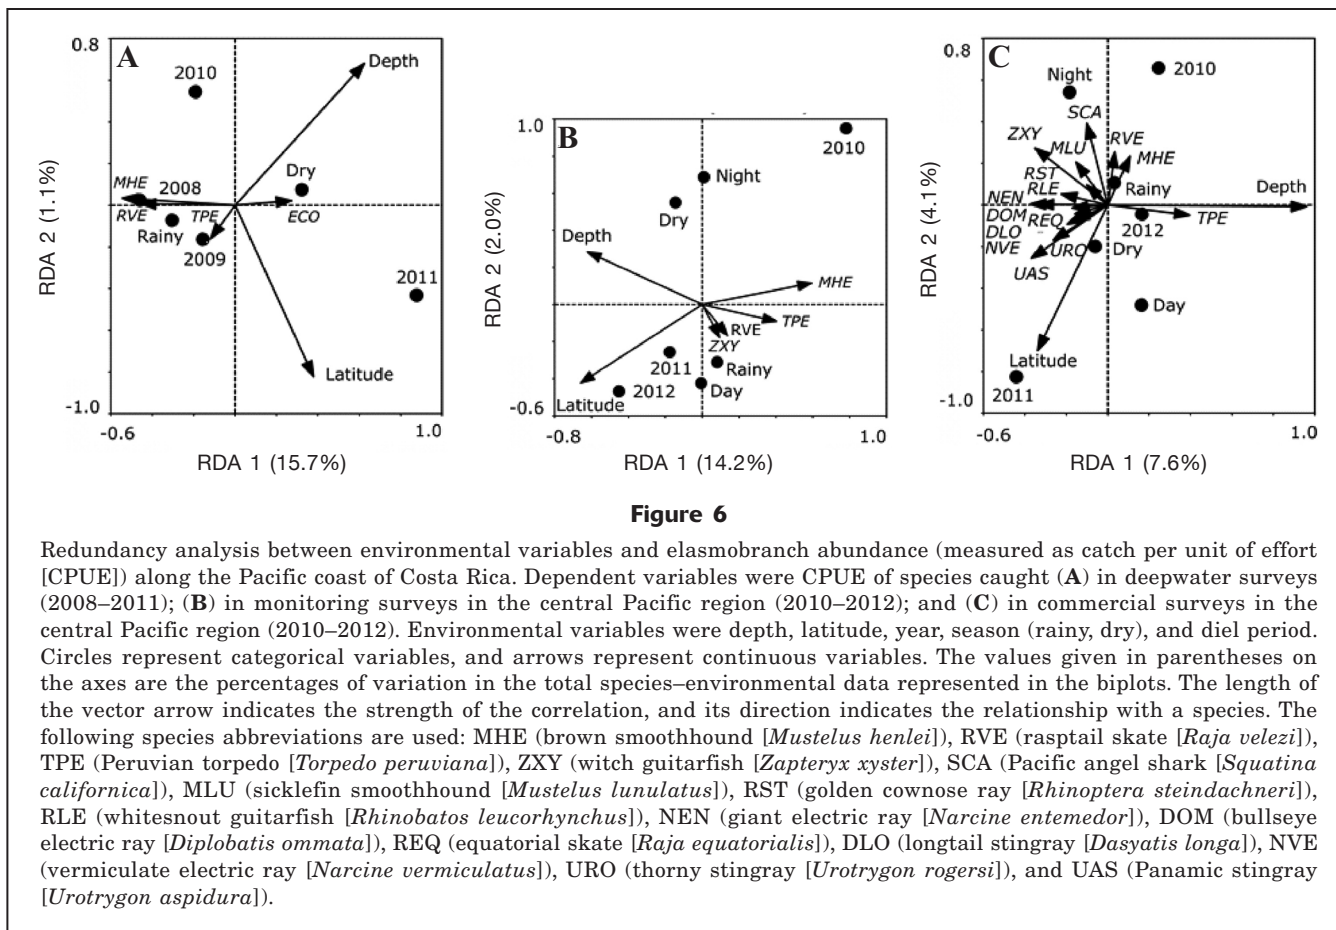 A
0.8
2010
Depth
Dry
MHE
2008
RVE
TPE
ECO
Rainy
2009
2011
Latitude
-1.0
-0.6
1.0
RDA 2 (1.1%)
RDA 1 (15.7%)
B
1.0
2010
Night
Dry
Depth
MHE
TPE
RVE
ZXY
2011
Rainy
2012
Day
Latitude
-0.6
-0.8
1.0
RDA 2 (2.0%)
RDA 1 (14.2%)
C
0.8
2010
Night
SCA
ZXY
MLU
RVE
MHE
RST
RLE
Rainy
Depth
NEN
DOM
REQ
TPE
2012
DLO
NVE
URO
Dry
UAS
Day
Latitude
2011
-1.0
-0.6
1.0
RDA 2 (4.1%)
RDA 1 (7.6%)
Figure 6
Redundancy analysis between environmental variables and elasmobranch abundance (measured as catch per unit of effort
[CPUE]) along the Pacific coast of Costa Rica. Dependent variables were CPUE of species caught (A) in deepwater surveys
(2008–2011); (B) in monitoring surveys in the central Pacific region (2010–2012); and (C) in commercial surveys in the
central Pacific region (2010–2012). Environmental variables were depth, latitude, year, season (rainy, dry), and diel period.
Circles represent categorical variables, and arrows represent continuous variables. The values given in parentheses on
the axes are the percentages of variation in the total species–environmental data represented in the biplots. The length of
the vector arrow indicates the strength of the correlation, and its direction indicates the relationship with a species. The
following species abbreviations are used: MHE (brown smoothhound [Mustelus henlei]), RVE (rasptail skate [Raja velezi]),
TPE (Peruvian torpedo [Torpedo peruviana]), ZXY (witch guitarfish [Zapteryx xyster]), SCA (Pacific angel shark [Squatina
californica]), MLU (sicklefin smoothhound [Mustelus lunulatus]), RST (golden cownose ray [Rhinoptera steindachneri]),
RLE (whitesnout guitarfish [Rhinobatos leucorhynchus]), NEN (giant electric ray [Narcine entemedor]), DOM (bullseye
electric ray [Diplobatis ommata]), REQ (equatorial skate [Raja equatorialis]), DLO (longtail stingray [Dasyatis longa]), NVE
(vermiculate electric ray [Narcine vermiculatus]), URO (thorny stingray [Urotrygon rogersi]), and UAS (Panamic stingray
[Urotrygon aspidura]).